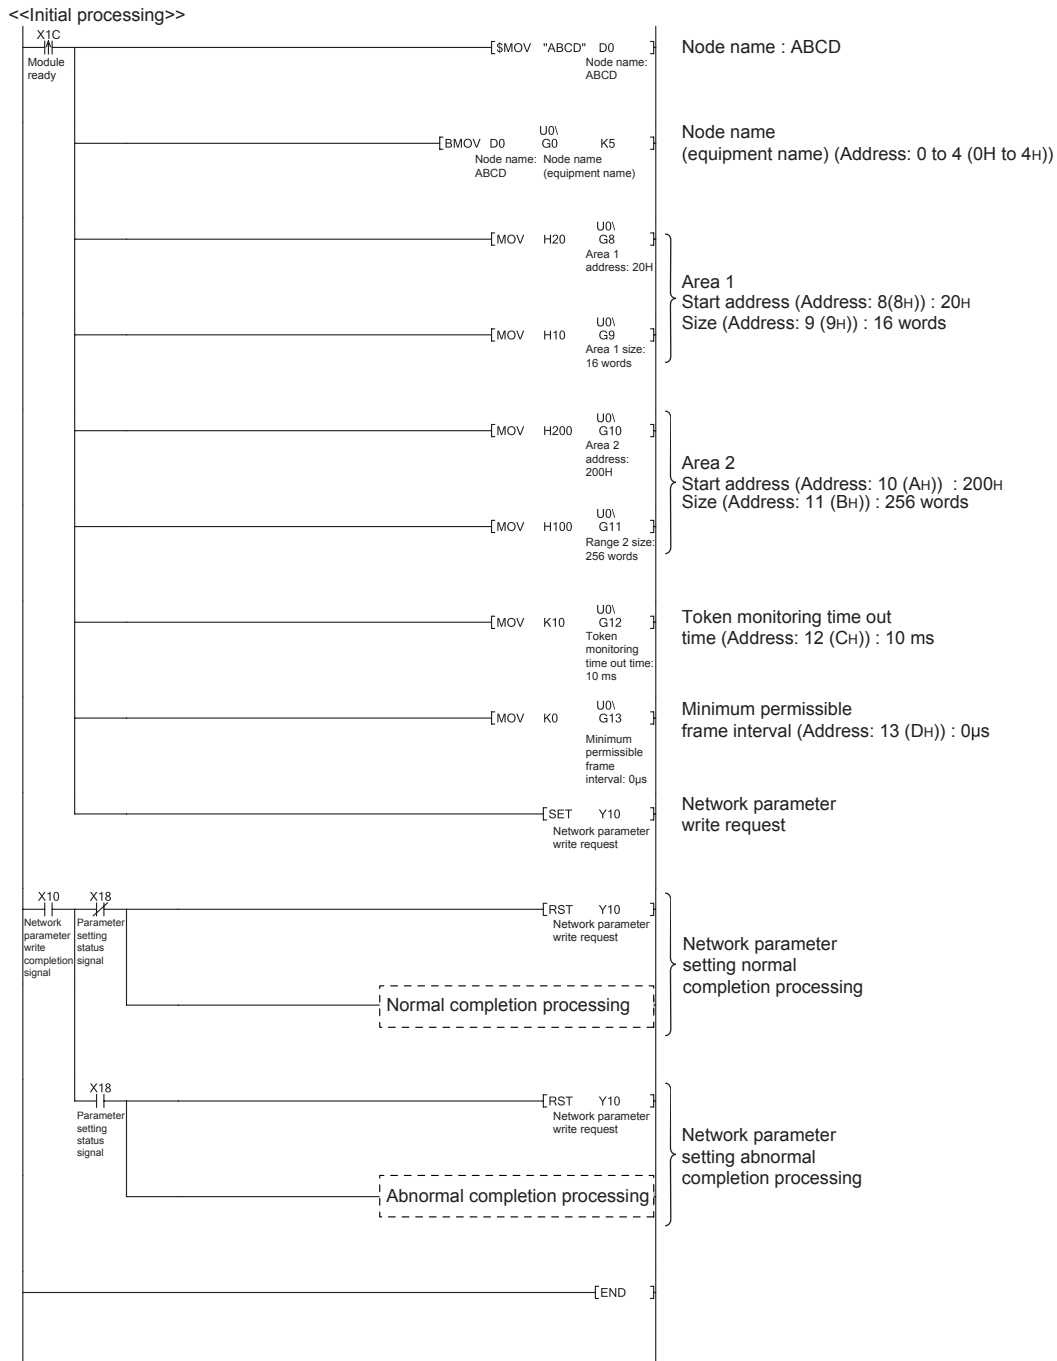 <<Initial processing>>
X1C
Module
ready
[$MOV "ABCD" D0 ]
Node name:
ABCD
Node name : ABCD
U0\
[BMOV D0 G0 K5 ]
Node name: Node name
ABCD (equipment name)
Node name
(equipment name) (Address: 0 to 4 (0H to 4H))
U0\
[MOV H20 G8 ]
Area 1
address: 20H
U0\
[MOV H10 G9 ]
Area 1 size:
16 words
Area 1
Start address (Address: 8(8H)) : 20H
Size (Address: 9 (9H)) : 16 words
U0\
[MOV H200 G10 ]
Area 2
address:
200H
U0\
[MOV H100 G11 ]
Range 2 size:
256 words
Area 2
Start address (Address: 10 (AH)) : 200H
Size (Address: 11 (BH)) : 256 words
U0\
[MOV K10 G12 ]
Token
monitoring
time out time:
10 ms
Token monitoring time out
time (Address: 12 (CH)) : 10 ms
U0\
[MOV K0 G13 ]
Minimum
permissible
frame
interval: 0µs
Minimum permissible
frame interval (Address: 13 (DH)) : 0µs
[SET Y10 ]
Network parameter
write request
Network parameter
write request
X10
Network
parameter
write
completion
signal
X18
Parameter
setting
status
signal
[RST Y10 ]
Network parameter
write request
Normal completion processing
Network parameter
setting normal
completion processing
X18
Parameter
setting
status
signal
[RST Y10 ]
Network parameter
write request
Abnormal completion processing
Network parameter
setting abnormal
completion processing
[END ]